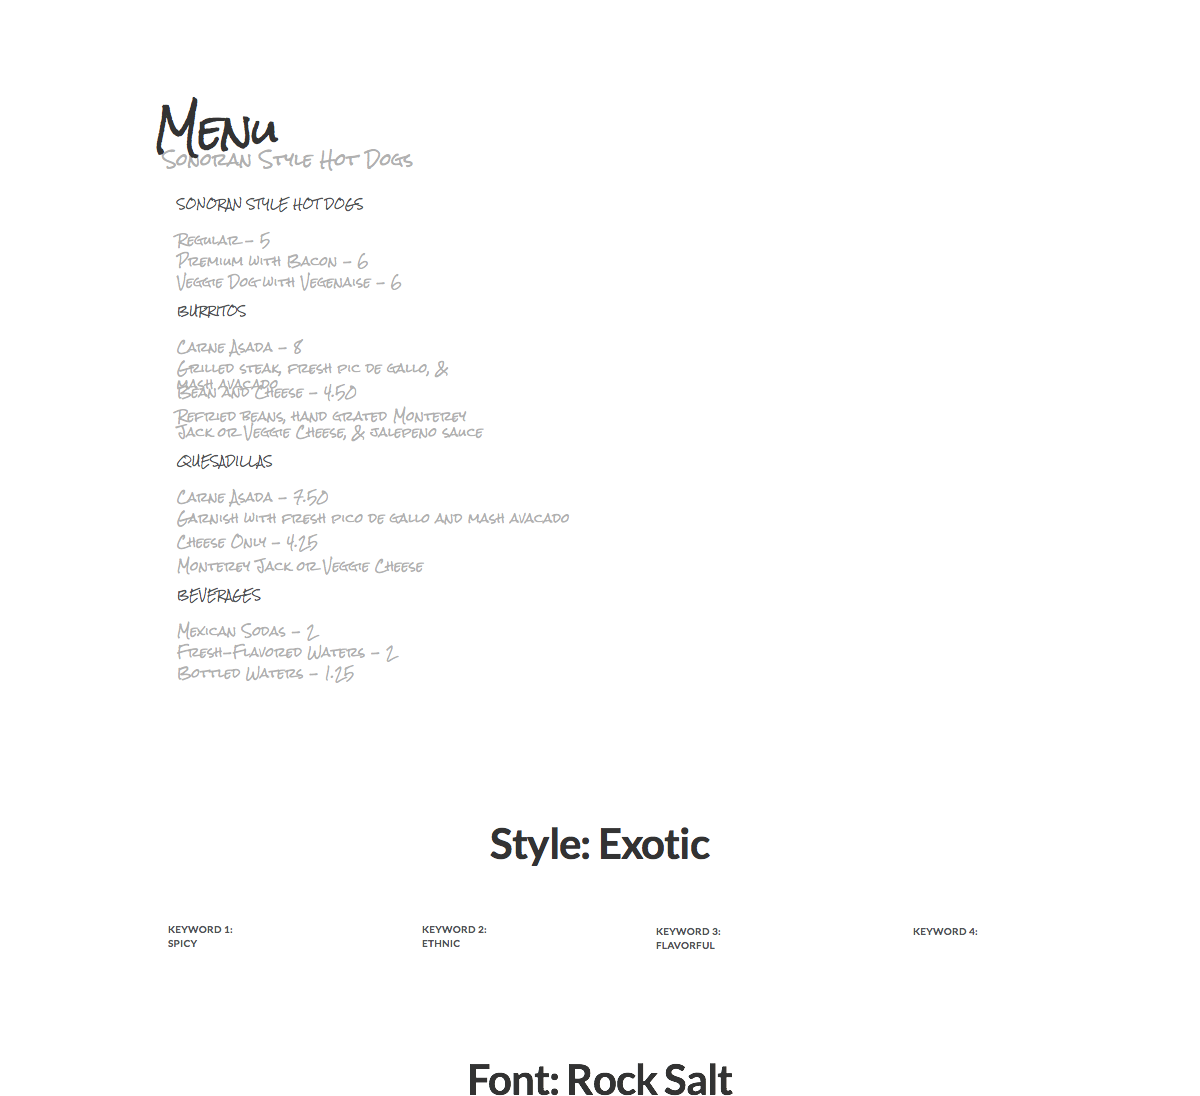 Menu
Sonoran Style Hot Dogs
SONORAN STYLE HOT DOGS
Regular – 5
Premium with Bacon – 6
Veggie Dog with Vegenaise – 6
BURRITOS
Carne Asada – 8
Grilled steak, fresh pic de gallo, &
mash avacado
Bean and Cheese – 4.50
Refried beans, hand grated Monterey
Jack or Veggie Cheese, & jalepeno sauce
QUESADILLAS
Carne Asada – 7.50
Garnish with fresh pico de gallo and mash avacado
Cheese Only – 4.25
Monterey Jack or Veggie Cheese
BEVERAGES
Mexican Sodas – 2
Fresh-Flavored Waters – 2
Bottled Waters – 1.25
Style: Exotic
KEYWORD 1:
SPICY
KEYWORD 2:
ETHNIC
KEYWORD 3:
FLAVORFUL
KEYWORD 4:
Font: Rock Salt